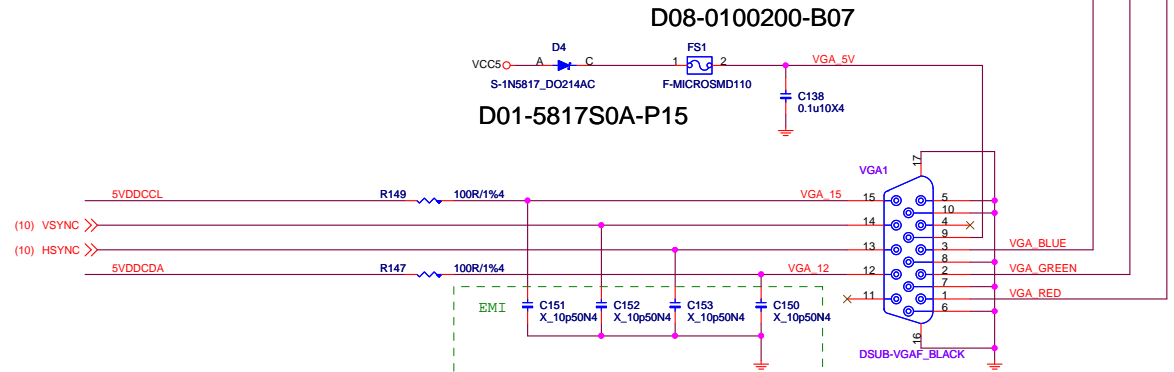 D08-0100200-B07
D4
FS1
VCC5
A
C
1
2
VGA_5V
S-1N5817_DO214AC
F-MICROSMD110
C138
0.1u10X4
D01-5817S0A-P15
17
VGA1
5VDDCCL
R149
100R/1%4
VGA_15
15
5
10
(10) VSYNC
14
4
9
(10) HSYNC
13
3
VGA_BLUE
8
5VDDCDA
R147
100R/1%4
VGA_12
12
2
VGA_GREEN
7
11
1
VGA_RED
6
EMI
C151
X_10p50N4
C152
X_10p50N4
C153
X_10p50N4
C150
X_10p50N4
16
DSUB-VGAF_BLACK